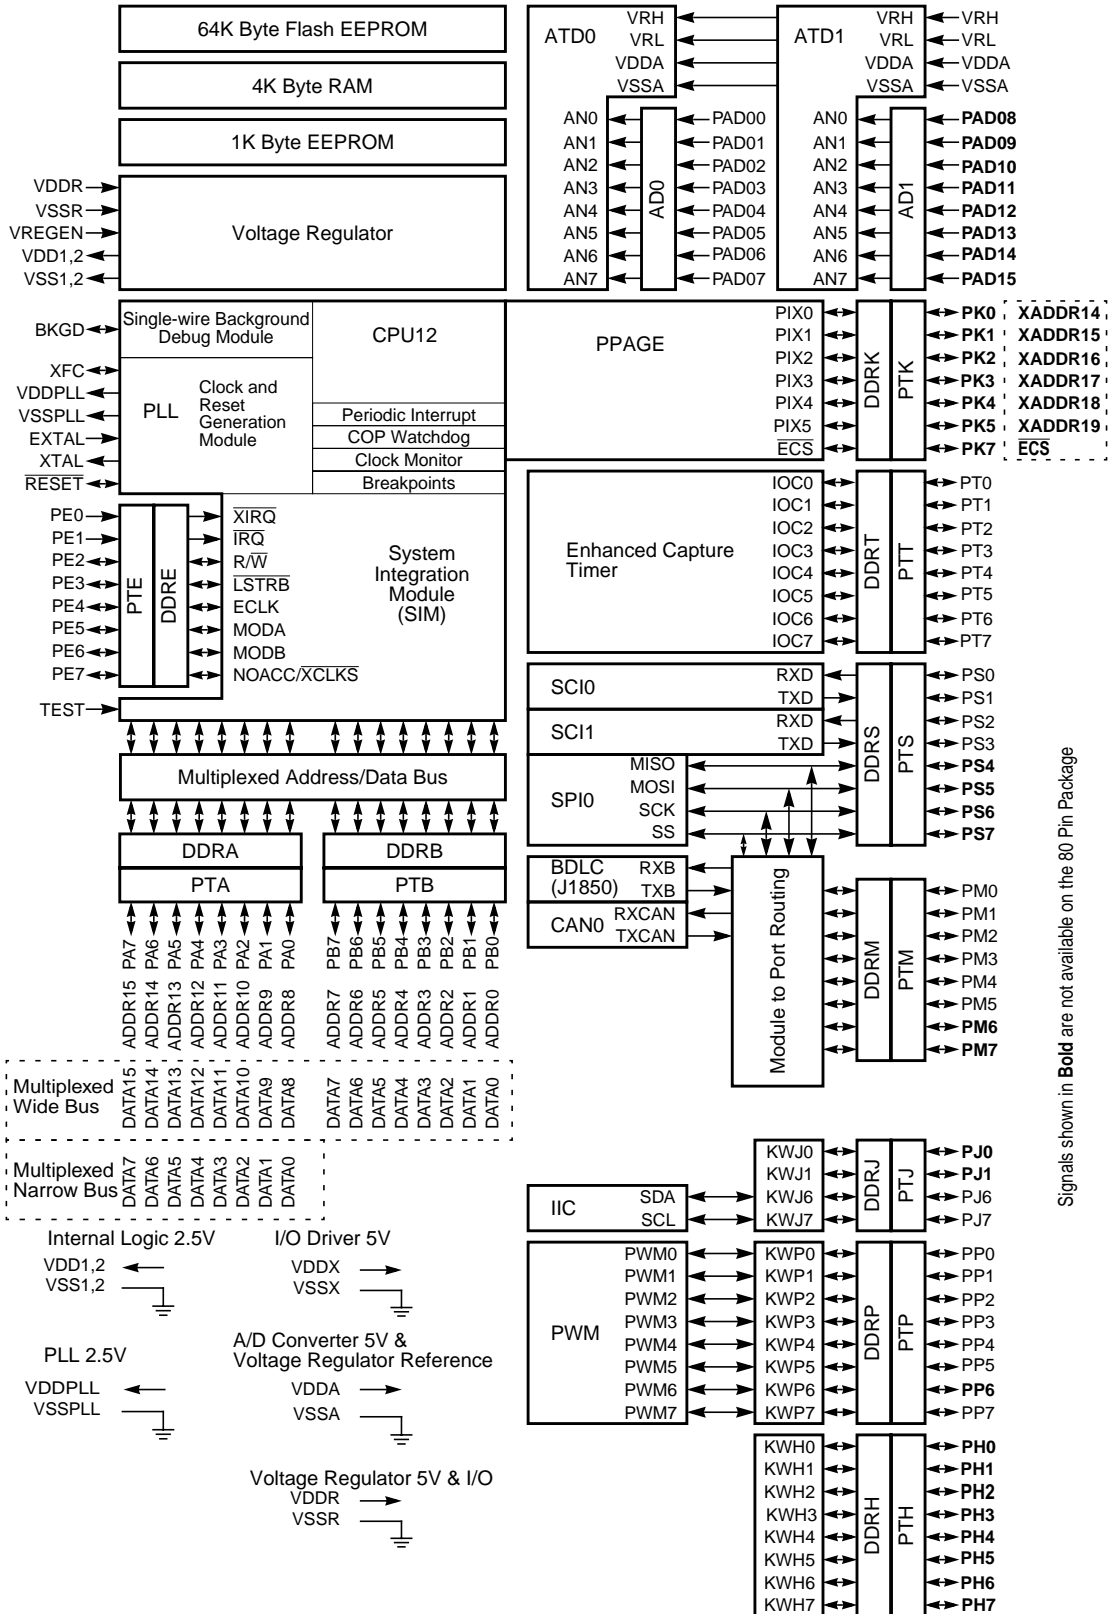 64K Byte Flash EEPROM
4K Byte RAM
1K Byte EEPROM
VDDR
VSSR
VREGEN
VDD1,2
VSS1,2
Voltage Regulator
ATD0
VRH
VRL
VDDA
VSSA
AN0
AN1
AN2
AN3
AN4
AN5
AN6
AN7
AD0
PAD00
PAD01
PAD02
PAD03
PAD04
PAD05
PAD06
PAD07
ATD1
VRH
VRL
VDDA
VSSA
VRH
VRL
VDDA
VSSA
AN0
AN1
AN2
AN3
AN4
AN5
AN6
AN7
AD1
PAD08
PAD09
PAD10
PAD11
PAD12
PAD13
PAD14
PAD15
BKGD
XFC
VDDPLL
VSSPLL
EXTAL
XTAL
RESET
Single-wire Background
Debug Module
CPU12
PLL
Clock and
Reset
Generation
Module
Periodic Interrupt
COP Watchdog
Clock Monitor
Breakpoints
PE0
PE1
PE2
PE3
PE4
PE5
PE6
PE7
TEST
PTE
DDRE
XIRQ
IRQ
R/W
LSTRB
ECLK
MODA
MODB
NOACC/XCLKS
System
Integration
Module
(SIM)
PPAGE
PIX0
PIX1
PIX2
PIX3
PIX4
PIX5
ECS
DDRK
PTK
PK0 XADDR14
PK1 XADDR15
PK2 XADDR16
PK3 XADDR17
PK4 XADDR18
PK5 XADDR19
PK7 ECS
Enhanced Capture
Timer
IOC0
IOC1
IOC2
IOC3
IOC4
IOC5
IOC6
IOC7
DDRT
PTT
PT0
PT1
PT2
PT3
PT4
PT5
PT6
PT7
SCI0
RXD
TXD
SCI1
RXD
TXD
SPI0
MISO
MOSI
SCK
SS
DDRS
PTS
PS0
PS1
PS2
PS3
PS4
PS5
PS6
PS7
BDLC
(J1850)
RXB
TXB
CAN0
RXCAN
TXCAN
Module to Port Routing
DDRM
PTM
PM0
PM1
PM2
PM3
PM4
PM5
PM6
PM7
Signals shown in Bold are not available on the 80 Pin Package
Multiplexed Address/Data Bus
DDRA
PTA
DDRB
PTB
PA7
PA6
PA5
PA4
PA3
PA2
PA1
PA0
PB7
PB6
PB5
PB4
PB3
PB2
PB1
PB0
ADDR15
ADDR14
ADDR13
ADDR12
ADDR11
ADDR10
ADDR9
ADDR8
ADDR7
ADDR6
ADDR5
ADDR4
ADDR3
ADDR2
ADDR1
ADDR0
Multiplexed
Wide Bus
DATA15
DATA14
DATA13
DATA12
DATA11
DATA10
DATA9
DATA8
DATA7
DATA6
DATA5
DATA4
DATA3
DATA2
DATA1
DATA0
Multiplexed
Narrow Bus
DATA7
DATA6
DATA5
DATA4
DATA3
DATA2
DATA1
DATA0
IIC
SDA
SCL
KWJ0
KWJ1
KWJ6
KWJ7
DDRJ
PTJ
PJ0
PJ1
PJ6
PJ7
PWM
PWM0
PWM1
PWM2
PWM3
PWM4
PWM5
PWM6
PWM7
KWP0
KWP1
KWP2
KWP3
KWP4
KWP5
KWP6
KWP7
DDRP
PTP
PP0
PP1
PP2
PP3
PP4
PP5
PP6
PP7
KWH0
KWH1
KWH2
KWH3
KWH4
KWH5
KWH6
KWH7
DDRH
PTH
PH0
PH1
PH2
PH3
PH4
PH5
PH6
PH7
Internal Logic 2.5V
VDD1,2
VSS1,2
I/O Driver 5V
VDDX
VSSX
PLL 2.5V
VDDPLL
VSSPLL
A/D Converter 5V &
Voltage Regulator Reference
VDDA
VSSA
Voltage Regulator 5V & I/O
VDDR
VSSR